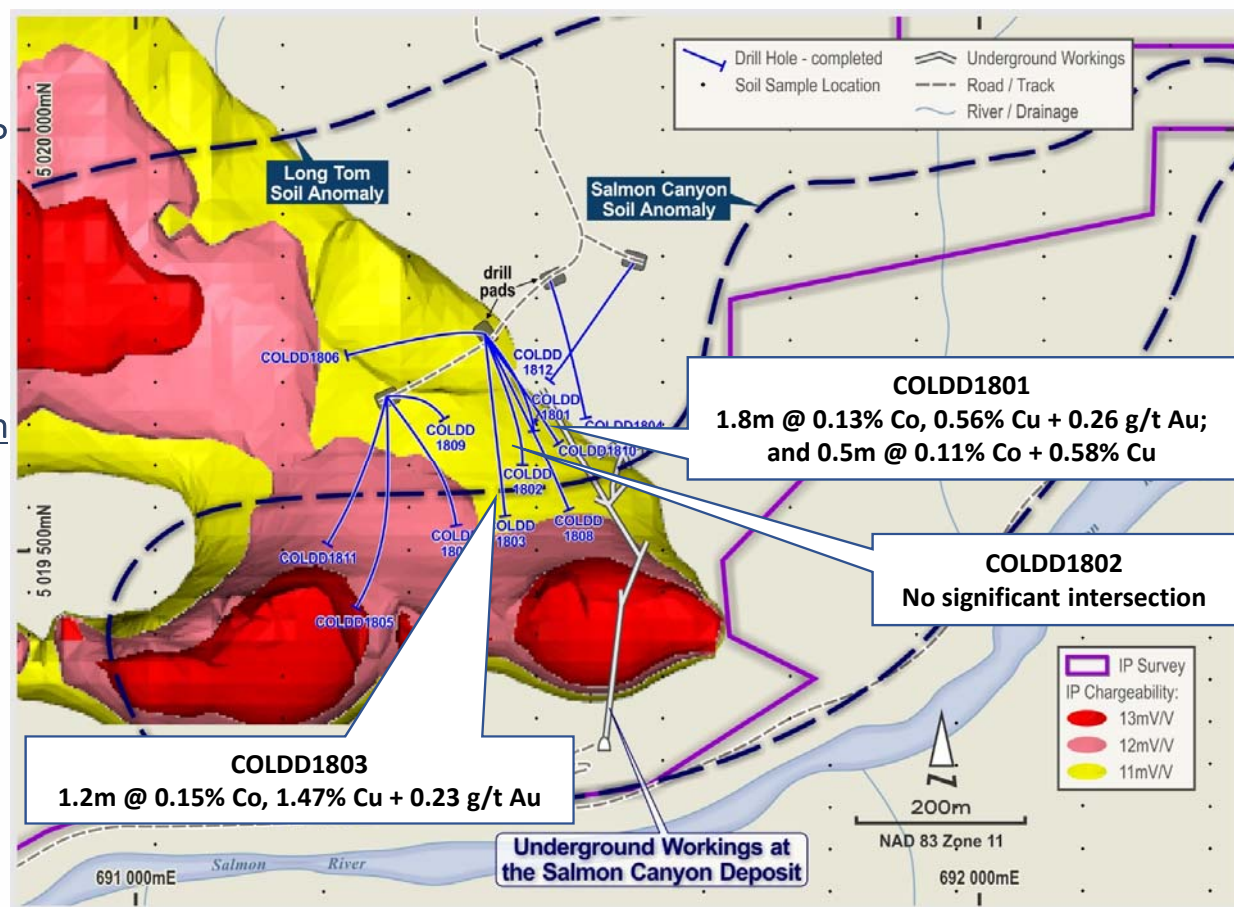 Drill Hole - completed
Soil Sample Location
Underground Workings
Road / Track
River / Drainage
5 020 000mN
Long Tom
Soil Anomaly
Salmon Canyon
Soil Anomaly
drill
pads
COLDD1806
COLDD
1812
COLDD
1801
COLDD1804
COLDD
1809
COLDD1810
COLDD
1802
COLDD1801
1.8m @ 0.13% Co, 0.56% Cu + 0.26 g/t Au;
and 0.5m @ 0.11% Co + 0.58% Cu
5 019 500mN
COLDD1811
COLDD
1803
COLDD
1808
COLDD1805
COLDD1802
No significant intersection
IP Survey
IP Chargeability:
13mV/V
12mV/V
11mV/V
COLDD1803
1.2m @ 0.15% Co, 1.47% Cu + 0.23 g/t Au
200m
NAD 83 Zone 11
Underground Workings at
the Salmon Canyon Deposit
Salmon River
691 000mE
692 000mE